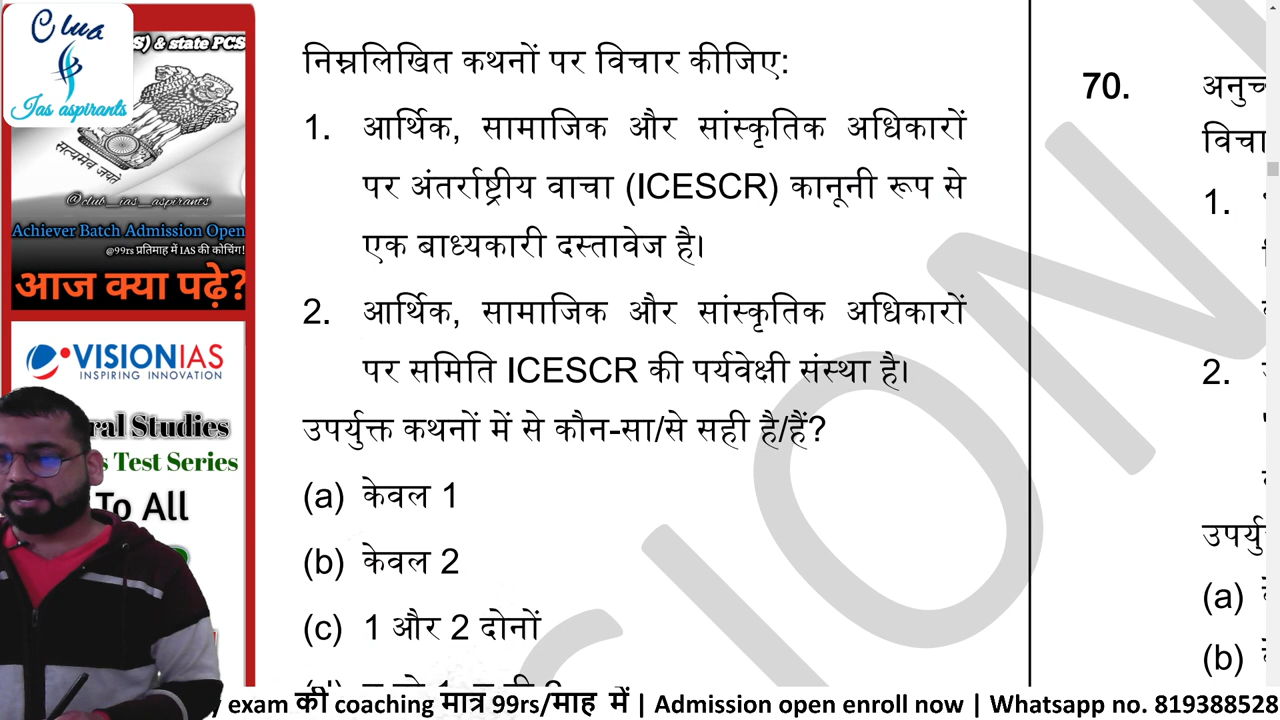 Club
Ias aspirants
S) & state PCS
सत्यमेव जयते
@club_ias_aspirants
Achiever Batch Admission Open
@99rs प्रतिमाह में IAS की कोचिंग!
आज क्या पढ़े?
VISIONIAS
INSPIRING INNOVATION
ral Studies
s Test Series
To All
निम्नलिखित कथनों पर विचार कीजिए:
1. आर्थिक, सामाजिक और सांस्कृतिक अधिकारों
पर अंतर्राष्ट्रीय वाचा (ICESCR) कानूनी रूप से
एक बाध्यकारी दस्तावेज है।
2. आर्थिक, सामाजिक और सांस्कृतिक अधिकारों
पर समिति ICESCR की पर्यवेक्षी संस्था है।
उपर्युक्त कथनों में से कौन-सा/से सही है/हैं?
(a) केवल 1
(b) केवल 2
(c) 1 और 2 दोनों
70.
विचा
1.
2.
उपर्यु
(a)
(b)
VISION
exam की coaching मात्र 99rs/माह में | Admission open enroll now | Whatsapp no. 819388528